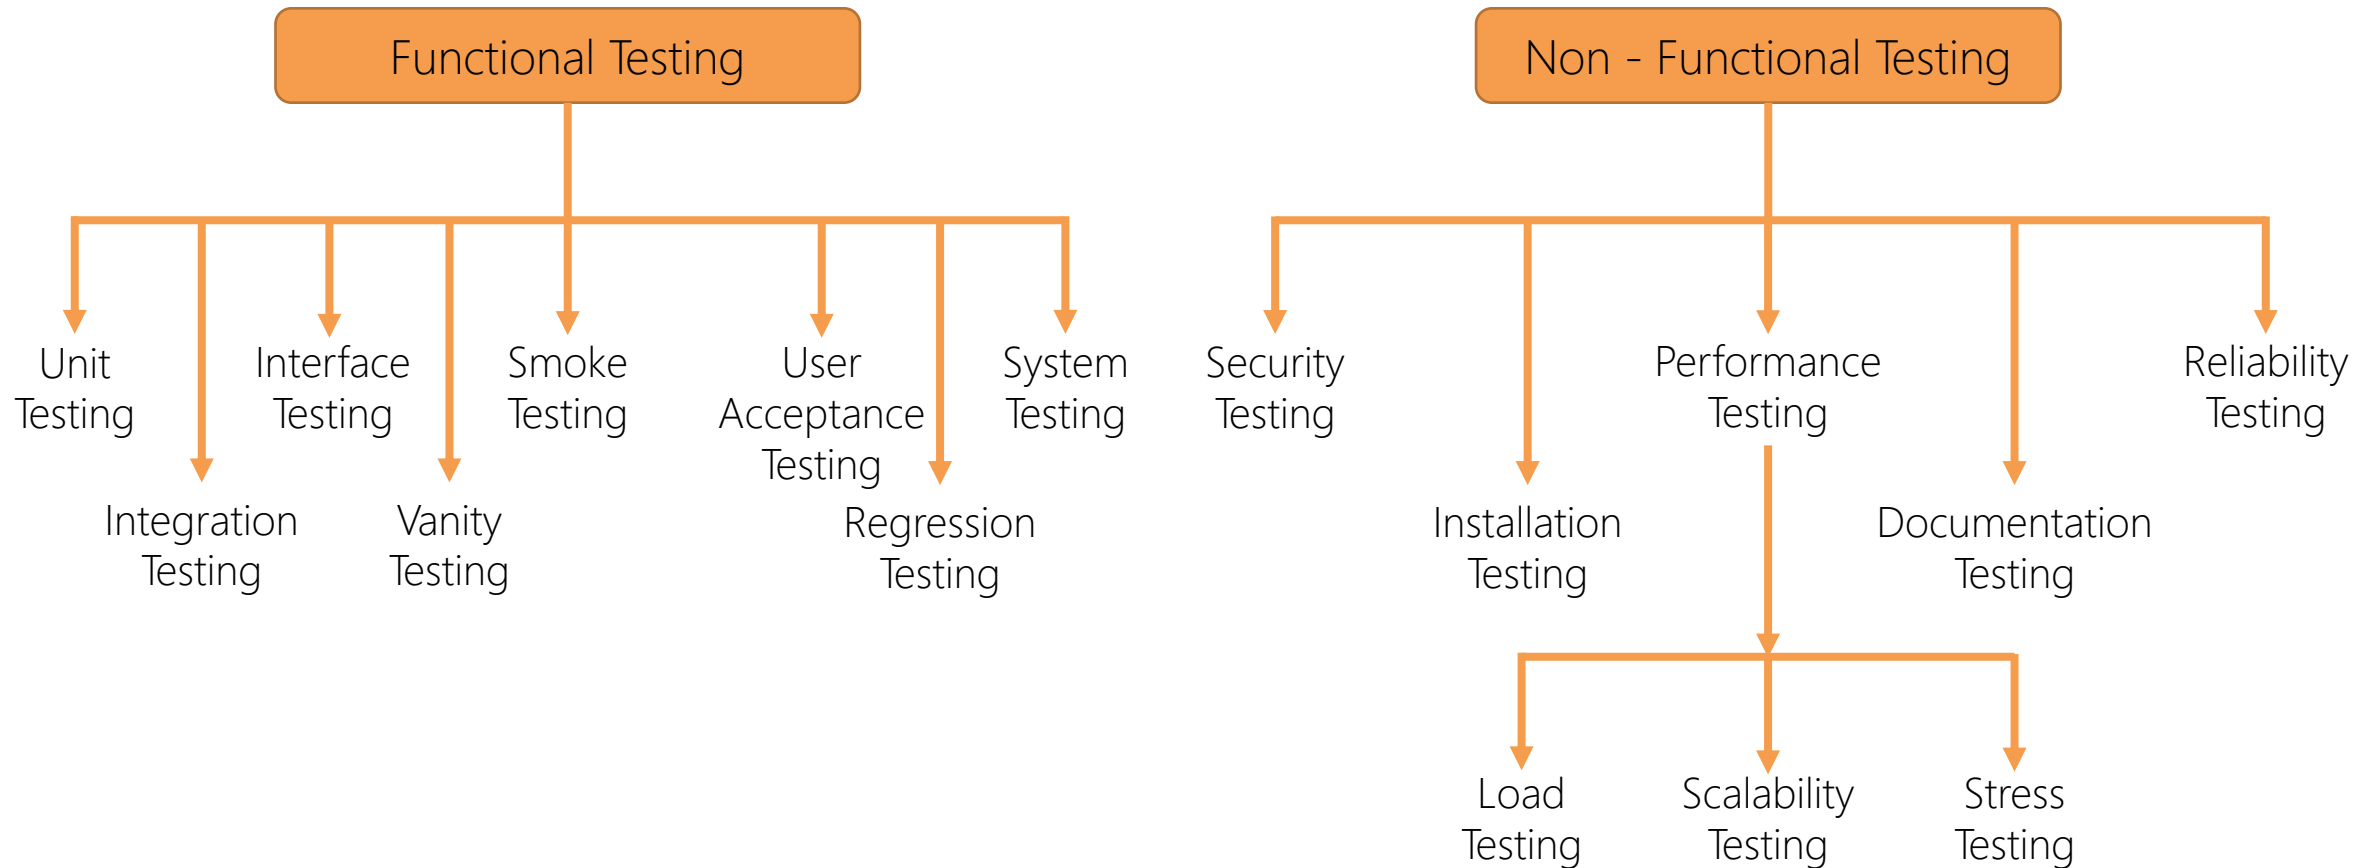 Functional Testing
Non - Functional Testing
Unit
Testing
Interface
Testing
Smoke
Testing
User
Acceptance
Testing
System
Testing
Integration
Testing
Vanity
Testing
Regression
Testing
Security
Testing
Performance
Testing
Reliability
Testing
Installation
Testing
Documentation
Testing
Load
Testing
Scalability
Testing
Stress
Testing